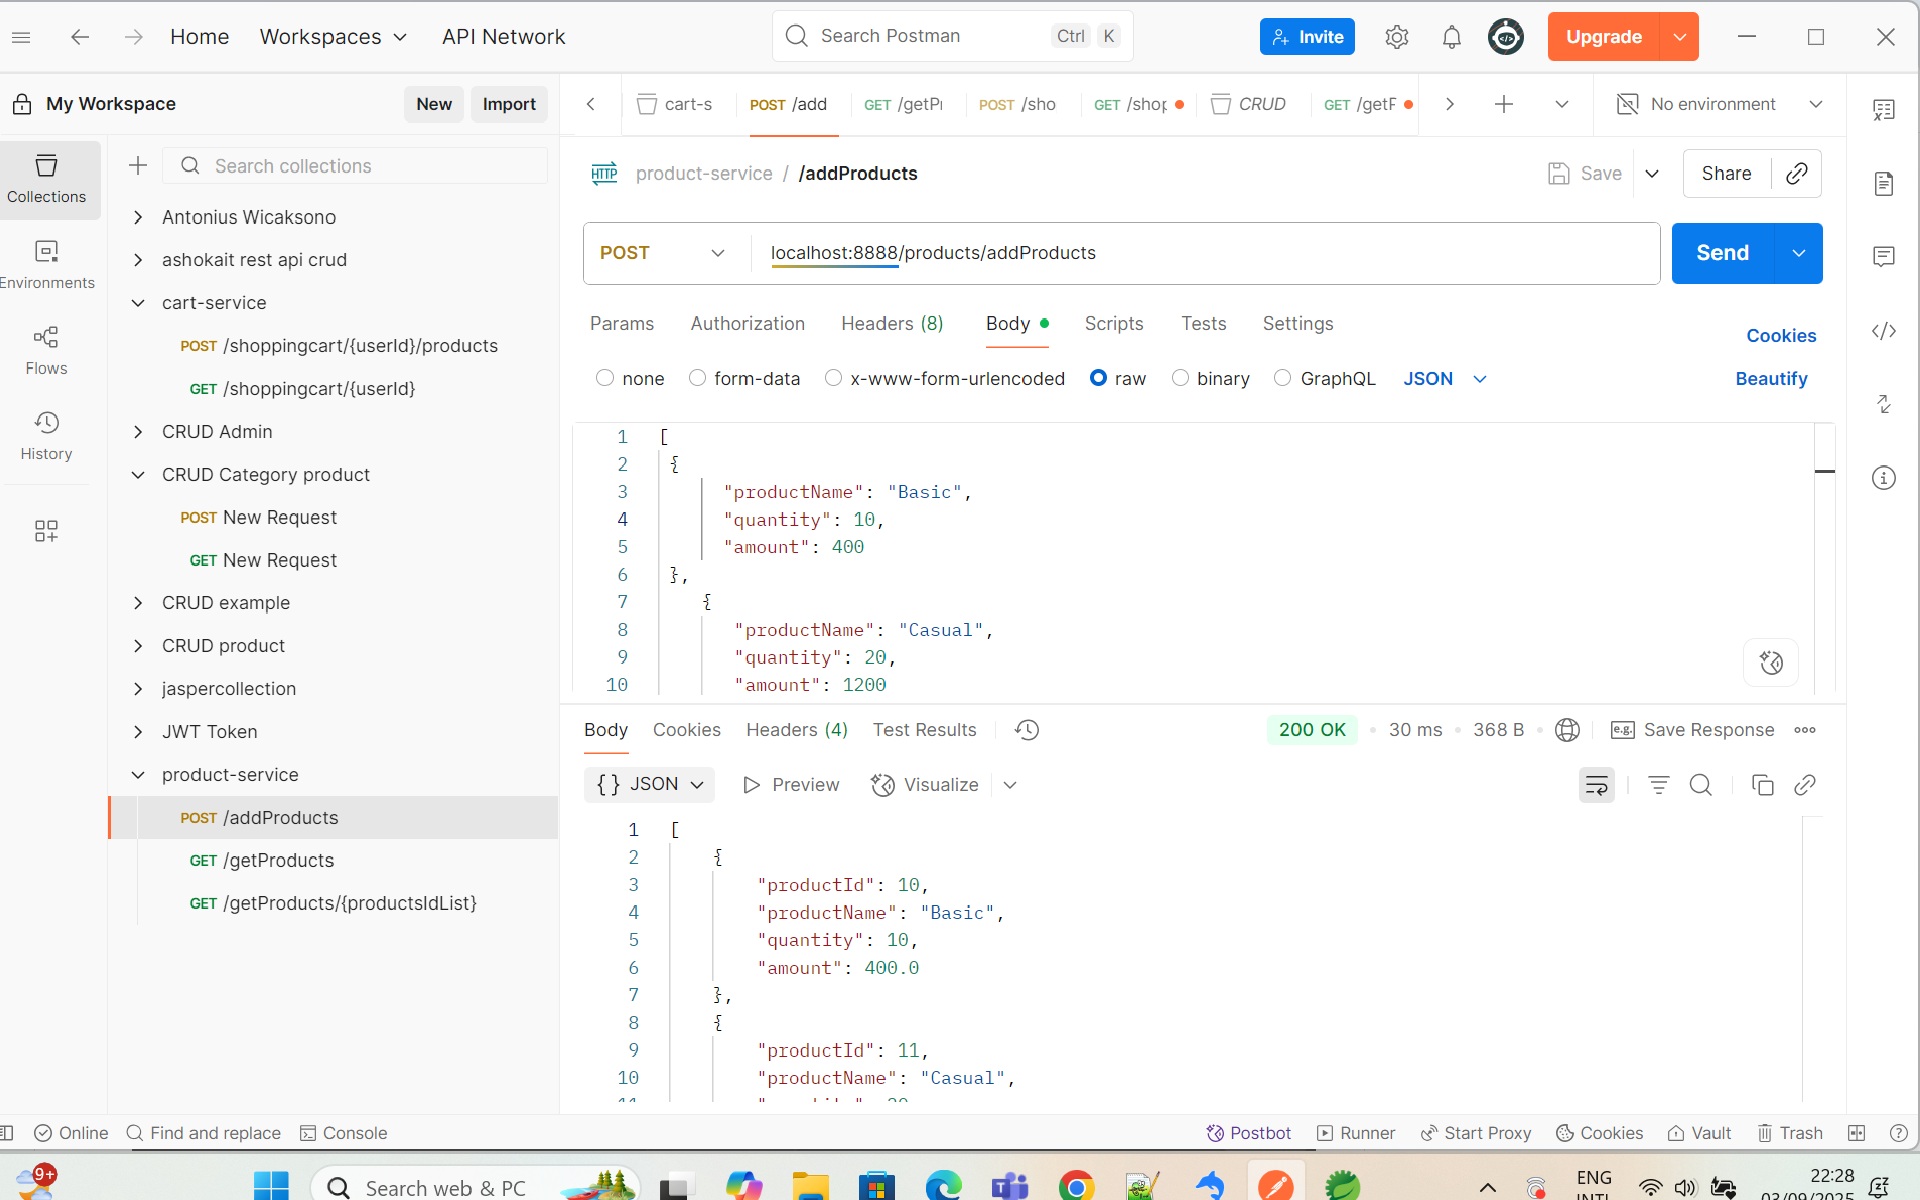 Home
Workspaces
API Network
Search Postman
Ctrl K
Invite
Upgrade
My Workspace
New
Import
cart-s
POST /add
GET /getPr
POST /sho
GET /shop
CRUD
GET /getF
No environment
Collections
Environments
Flows
History
Search collections
Antonius Wicaksono
ashokait rest api crud
cart-service
POST /shoppingcart/{userId}/products
GET /shoppingcart/{userId}
CRUD Admin
CRUD Category product
POST New Request
GET New Request
CRUD example
CRUD product
jaspercollection
JWT Token
product-service
POST /addProducts
GET /getProducts
GET /getProducts/{productsIdList}
HTTP product-service / /addProducts
Save
Share
POST localhost:8888/products/addProducts
Send
Params Authorization Headers (8) Body Scripts Tests Settings
Cookies
none form-data x-www-form-urlencoded raw binary GraphQL JSON
Beautify
1 [
2 {
3 "productName": "Basic",
4 "quantity": 10,
5 "amount": 400
6 },
7 {
8 "productName": "Casual",
9 "quantity": 20,
10 "amount": 1200
Body Cookies Headers (4) Test Results
200 OK • 30 ms • 368 B
e.g. Save Response
{} JSON Preview Visualize
1 [
2 {
3 "productId": 10,
4 "productName": "Basic",
5 "quantity": 10,
6 "amount": 400.0
7 },
8 {
9 "productId": 11,
10 "productName": "Casual",
Online Find and replace Console
Postbot Runner Start Proxy Cookies Vault Trash
9+
Search web & PC
ENG
INTL
22:28
03/09/2025